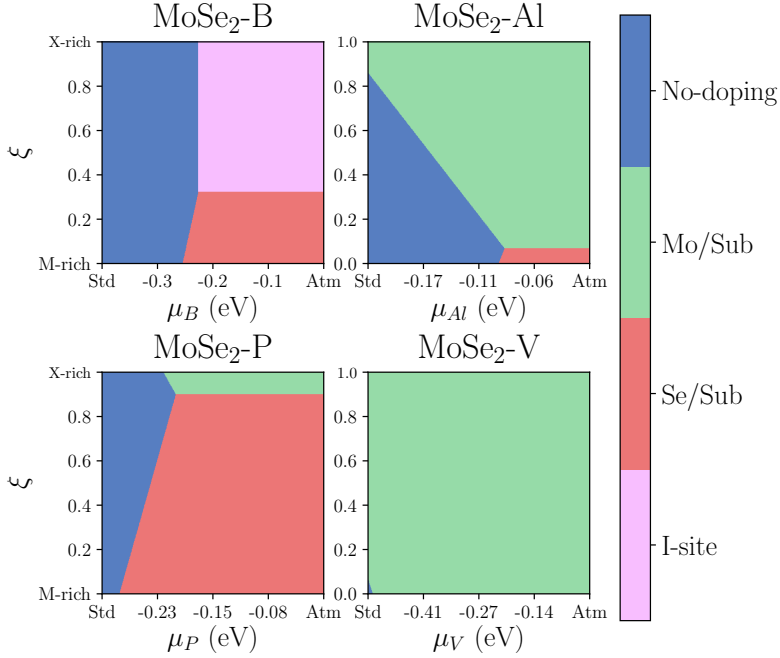 MoSe₂-B
X-rich
0.8
0.6
0.4
0.2
M-rich
ξ
Std -0.3 -0.2 -0.1 Atm
μ_B (eV)
MoSe₂-Al
1.0
0.8
0.6
0.4
0.2
0.0
Std -0.17 -0.11 -0.06 Atm
μ_Al (eV)
MoSe₂-P
X-rich
0.8
0.6
0.4
0.2
M-rich
ξ
Std -0.23 -0.15 -0.08 Atm
μ_P (eV)
MoSe₂-V
1.0
0.8
0.6
0.4
0.2
0.0
Std -0.41 -0.27 -0.14 Atm
μ_V (eV)
No-doping
Mo/Sub
Se/Sub
I-site